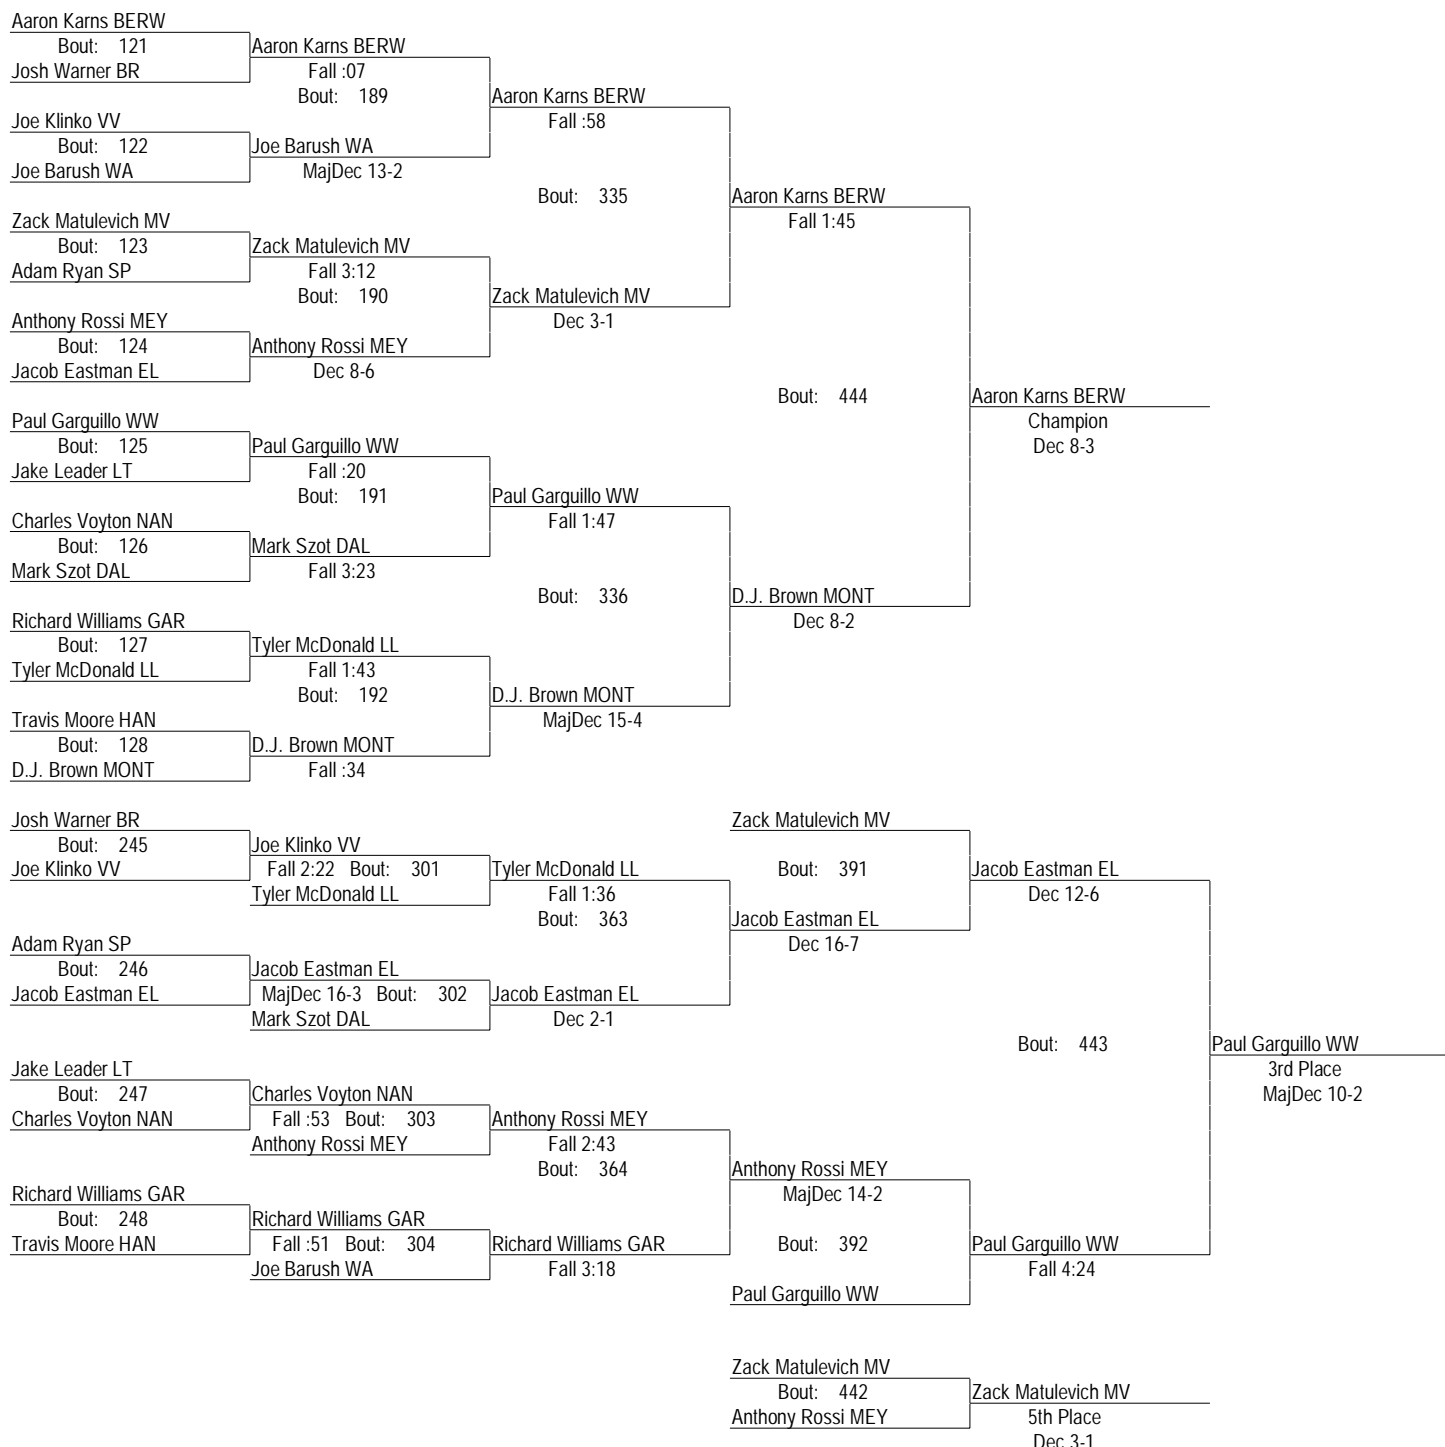 Aaron Karns BERW
Bout: 121 Aaron Karns BERW
Josh Warner BR Fall :07
Bout: 189 Aaron Karns BERW
Joe Klinko VV Fall :58
Bout: 122 Joe Barush WA
Joe Barush WA MajDec 13-2
Bout: 335 Aaron Karns BERW
Zack Matulevich MV Fall 1:45
Bout: 123 Zack Matulevich MV
Adam Ryan SP Fall 3:12
Bout: 190 Zack Matulevich MV
Anthony Rossi MEY Dec 3-1
Bout: 124 Anthony Rossi MEY
Jacob Eastman EL Dec 8-6
Bout: 444 Aaron Karns BERW
Paul Garguillo WW Champion
Bout: 125 Paul Garguillo WW Dec 8-3
Jake Leader LT Fall :20
Bout: 191 Paul Garguillo WW
Charles Voyton NAN Fall 1:47
Bout: 126 Mark Szot DAL
Mark Szot DAL Fall 3:23
Bout: 336 D.J. Brown MONT
Richard Williams GAR Dec 8-2
Bout: 127 Tyler McDonald LL
Tyler McDonald LL Fall 1:43
Bout: 192 D.J. Brown MONT
Travis Moore HAN MajDec 15-4
Bout: 128 D.J. Brown MONT
D.J. Brown MONT Fall :34
Josh Warner BR Zack Matulevich MV
Bout: 245 Joe Klinko VV
Joe Klinko VV Fall 2:22 Bout: 301 Tyler McDonald LL Bout: 391 Jacob Eastman EL
Tyler McDonald LL Fall 1:36 Dec 12-6
Bout: 363 Jacob Eastman EL
Adam Ryan SP Dec 16-7
Bout: 246 Jacob Eastman EL
Jacob Eastman EL MajDec 16-3 Bout: 302 Jacob Eastman EL
Mark Szot DAL Dec 2-1
Bout: 443 Paul Garguillo WW
Jake Leader LT 3rd Place
Bout: 247 Charles Voyton NAN MajDec 10-2
Charles Voyton NAN Fall :53 Bout: 303 Anthony Rossi MEY
Anthony Rossi MEY Fall 2:43
Bout: 364 Anthony Rossi MEY
Richard Williams GAR MajDec 14-2
Bout: 248 Richard Williams GAR
Travis Moore HAN Fall :51 Bout: 304 Richard Williams GAR Bout: 392 Paul Garguillo WW
Joe Barush WA Fall 3:18 Fall 4:24
Paul Garguillo WW
Zack Matulevich MV
Bout: 442 Zack Matulevich MV
Anthony Rossi MEY 5th Place
Dec 3-1